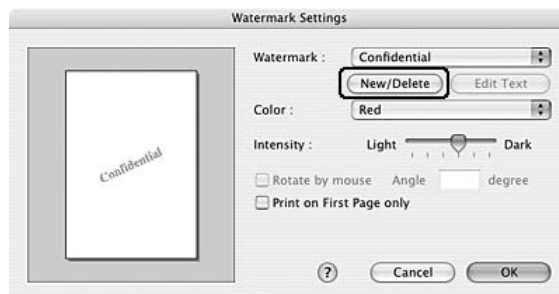 Watermark Settings
Watermark : Confidential
New/Delete Edit Text
Color : Red
Intensity : Light Dark
Confidential
Rotate by mouse Angle degree
Print on First Page only
? Cancel OK